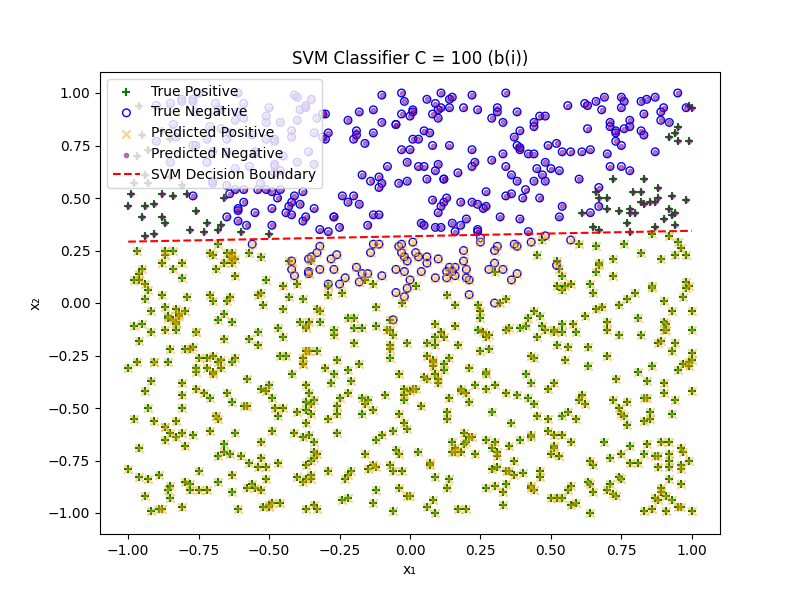 SVM Classifier C = 100 (b(i))
True Positive
True Negative
Predicted Positive
Predicted Negative
SVM Decision Boundary
1.00
0.75
0.50
0.25
0.00
−0.25
−0.50
−0.75
−1.00
x₂
−1.00 −0.75 −0.50 −0.25 0.00 0.25 0.50 0.75 1.00
x₁